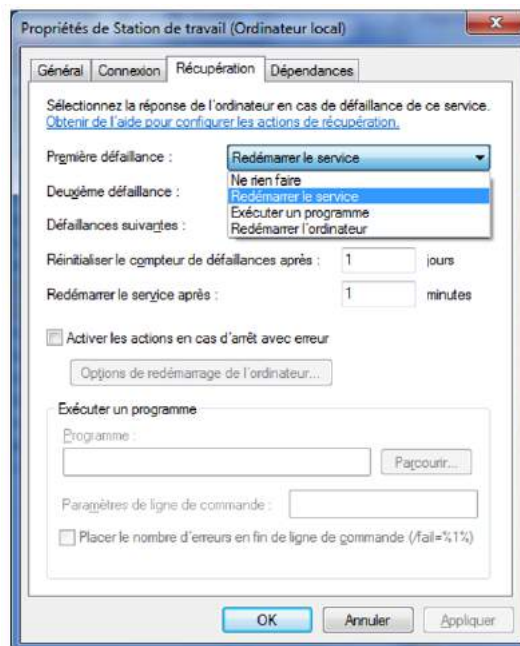 Propriétés de Station de travail (Ordinateur local)
Général Connexion Récupération Dépendances
Sélectionnez la réponse de l'ordinateur en cas de défaillance de ce service.
Obtenir de l'aide pour configurer les actions de récupération.
Première défaillance : Redémarrer le service
Ne rien faire
Deuxième défaillance : Redémarrer le service
Exécuter un programme
Défaillances suivantes : Redémarrer l'ordinateur
Réinitialiser le compteur de défaillances après : 1 jours
Redémarrer le service après : 1 minutes
Activer les actions en cas d'arrêt avec erreur
Options de redémarrage de l'ordinateur...
Exécuter un programme
Programme :
Parcourir...
Paramètres de ligne de commande :
Placer le nombre d'erreurs en fin de ligne de commande (/fail=%1%)
OK Annuler Appliquer